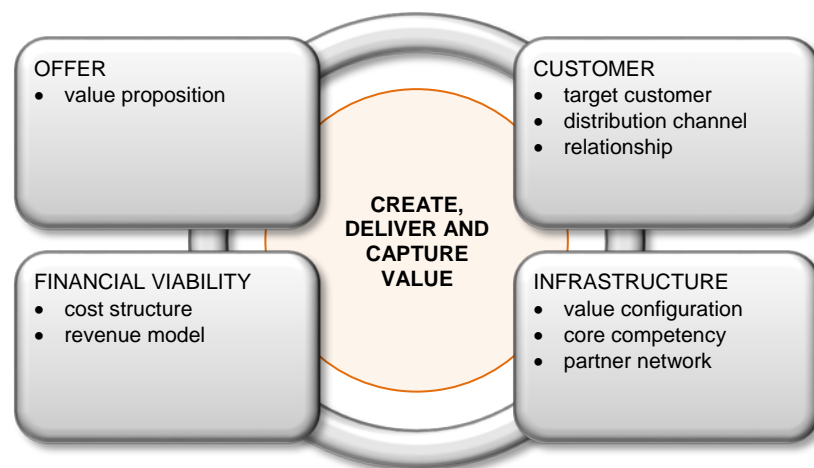 OFFER
• value proposition
CUSTOMER
• target customer
• distribution channel
• relationship
CREATE,
DELIVER AND
CAPTURE
VALUE
FINANCIAL VIABILITY
• cost structure
• revenue model
INFRASTRUCTURE
• value configuration
• core competency
• partner network